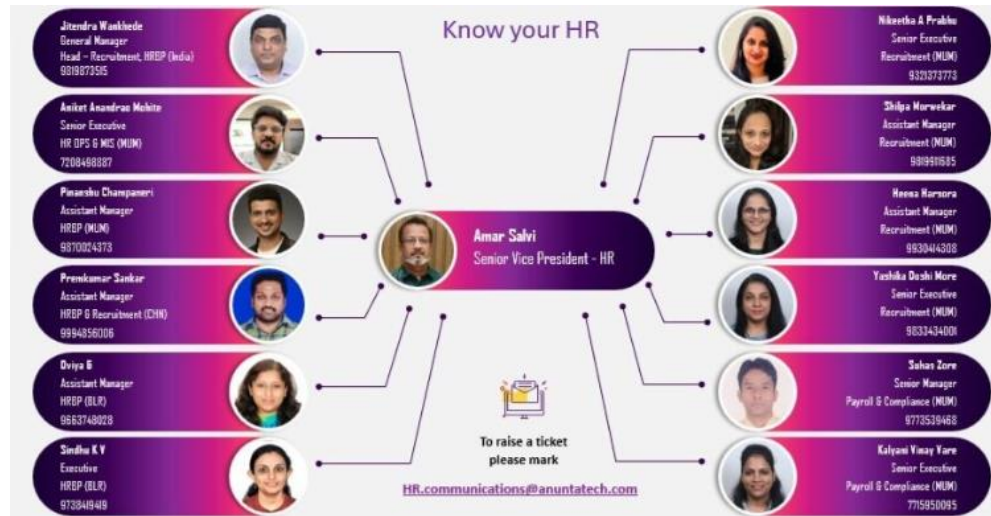 Know your HR
Jitendra Wankhede
General Manager
Head – Recruitment, HRBP (India)
9819873515
Aniket Anandrao Mohite
Senior Executive
HR OPS & MIS (MUM)
7208498887
Pinanshu Champaneri
Assistant Manager
HRBP (MUM)
9870024373
Premkumar Sankar
Assistant Manager
HRBP & Recruitment (CHN)
9994856006
Oviya G
Assistant Manager
HRBP (BLR)
9663748028
Sindhu K V
Executive
HRBP (BLR)
9738419419
Amar Salvi
Senior Vice President - HR
To raise a ticket
please mark
HR.communications@anuntatech.com
Nikeetha A Prabhu
Senior Executive
Recruitment (MUM)
9321373773
Shilpa Morwekar
Assistant Manager
Recruitment (MUM)
9819911685
Heena Harsora
Assistant Manager
Recruitment (MUM)
9930414308
Yashika Doshi More
Senior Executive
Recruitment (MUM)
9833434001
Suhas Zore
Senior Manager
Payroll & Compliance (MUM)
9773539468
Kalyani Vinay Vare
Senior Executive
Payroll & Compliance (MUM)
7715950095